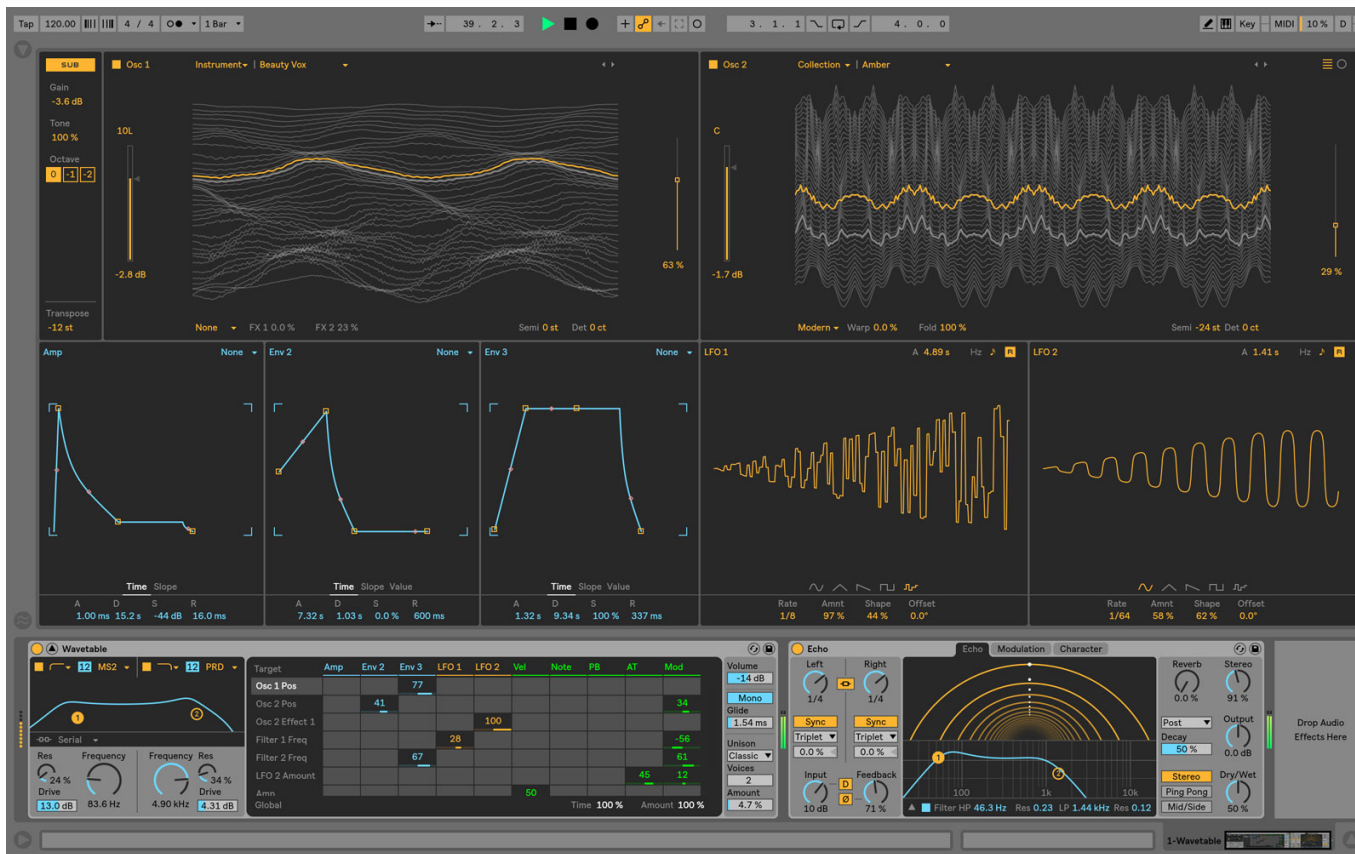 Tap 120.00 4 / 4 1 Bar 39 . 2 . 3 3 . 1 . 1 4 . 0 . 0 Key MIDI 10 % D
SUB
Gain
-3.6 dB
Tone
100 %
Octave
0 -1 -2
Transpose
-12 st
Osc 1 Instrument | Beauty Vox
10L
-2.8 dB
63 %
None FX 1 0.0 % FX 2 23 % Semi 0 st Det 0 ct
Osc 2 Collection | Amber
C
-1.7 dB
29 %
Modern Warp 0.0 % Fold 100 % Semi -24 st Det 0 ct
Amp None
Time Slope
A D S R
1.00 ms 15.2 s -44 dB 16.0 ms
Env 2 None
Time Slope Value
A D S R
7.32 s 1.03 s 0.0 % 600 ms
Env 3 None
Time Slope Value
A D S R
1.32 s 9.34 s 100 % 337 ms
LFO 1 A 4.89 s Hz R
Rate Amnt Shape Offset
1/8 97 % 44 % 0.0°
LFO 2 A 1.41 s Hz R
Rate Amnt Shape Offset
1/64 58 % 62 % 0.0°
Wavetable
12 MS2 12 PRD
1 2
Serial
Res Frequency Frequency Res
24 % 34 %
Drive Drive
13.0 dB 83.6 Hz 4.90 kHz 4.31 dB
Target Amp Env 2 Env 3 LFO 1 LFO 2 Vel Note PB AT Mod
Osc 1 Pos 77
Osc 2 Pos 41 34
Osc 2 Effect 1 100
Filter 1 Freq 28 -56
Filter 2 Freq 67 61
LFO 2 Amount 45 12
Amp 50
Global Time 100 % Amount 100 %
Volume
-14 dB
Mono
Glide
1.54 ms
Unison
Classic
Voices
2
Amount
4.7 %
Echo Echo Modulation Character
Left Right
1/4 1/4
Sync Sync
Triplet Triplet
0.0 % 0.0 %
Input D Feedback
Ø
10 dB 71 %
1 2
100 1k 10k
Filter HP 46.3 Hz Res 0.23 LP 1.44 kHz Res 0.12
Reverb Stereo
0.0 % 91 %
Post Output
Decay
50 % 0.0 dB
Stereo Dry/Wet
Ping Pong
Mid/Side 50 %
Drop Audio
Effects Here
1-Wavetable